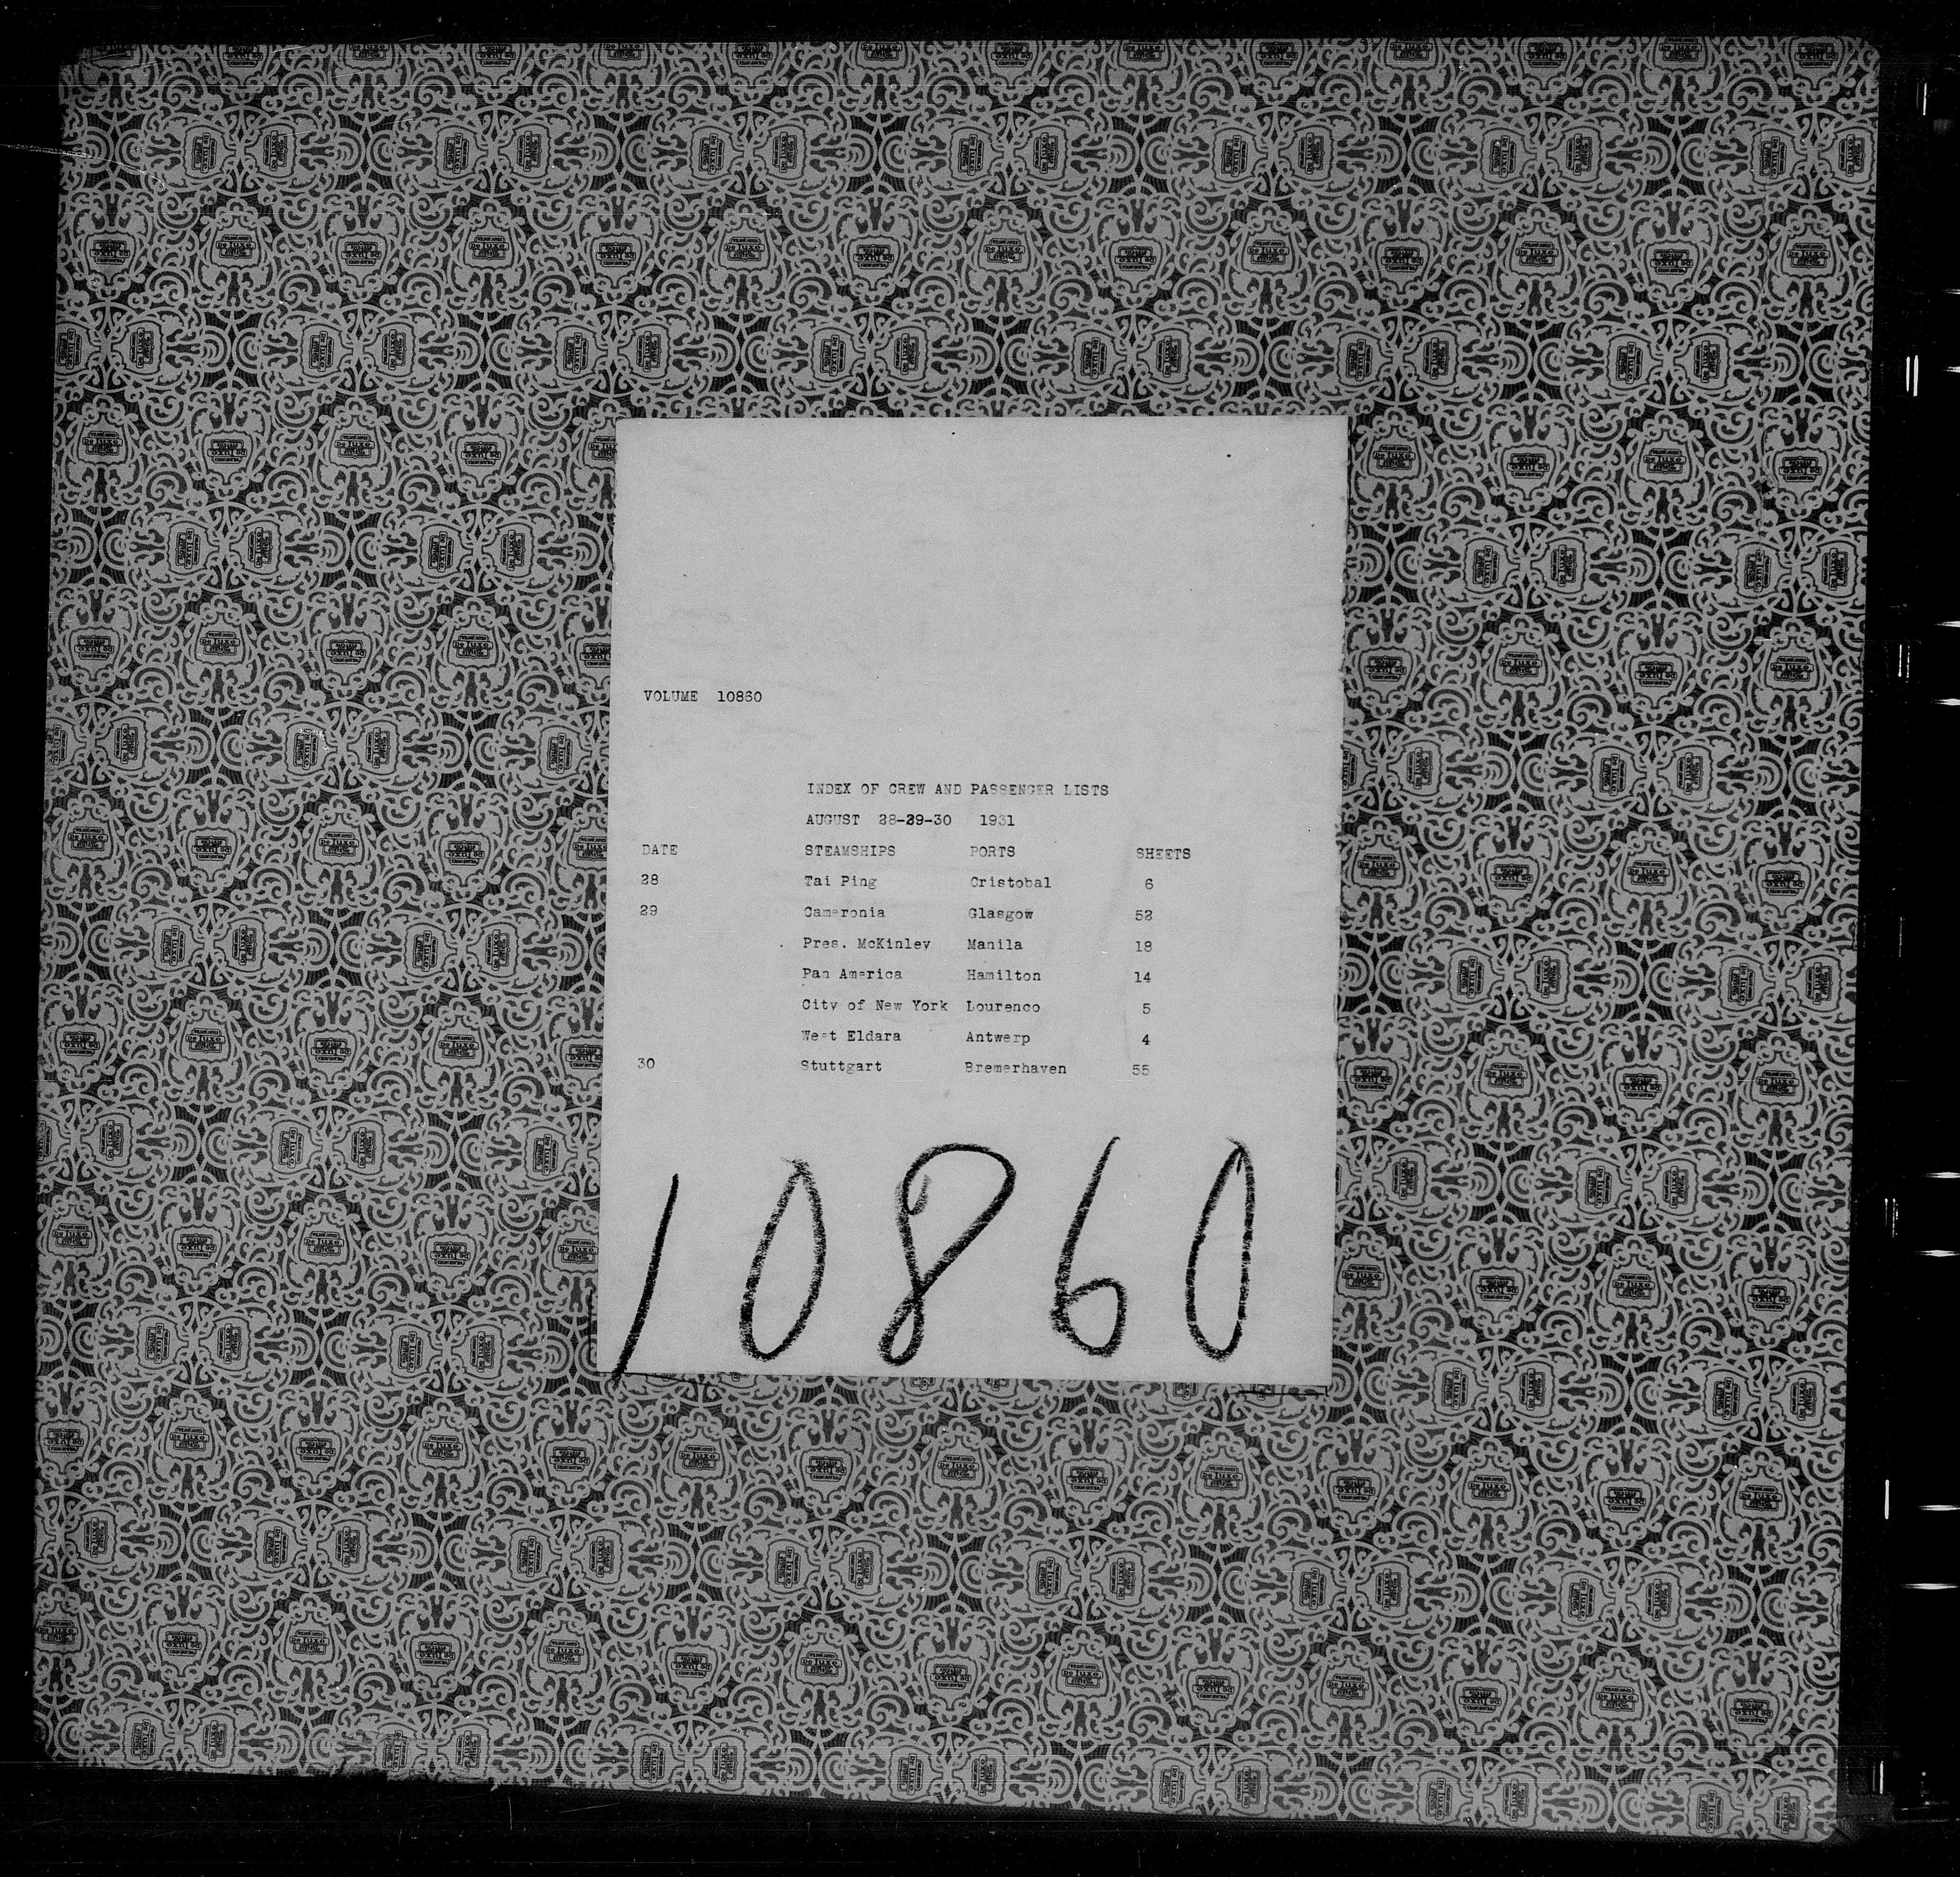 VOLUME 10860
INDEX OF CREW AND PASSENGER LISTS
AUGUST 28-29-30 1931
DATE STEAMSHIPS PORTS SHEETS
28 Tai Ping Cristobal 6
29 Cameronia Glasgow 52
Pres. McKinley Manila 18
Pan America Hamilton 14
City of New York Lourenco 5
West Eldara Antwerp 4
30 Stuttgart Bremerhaven 55
10860